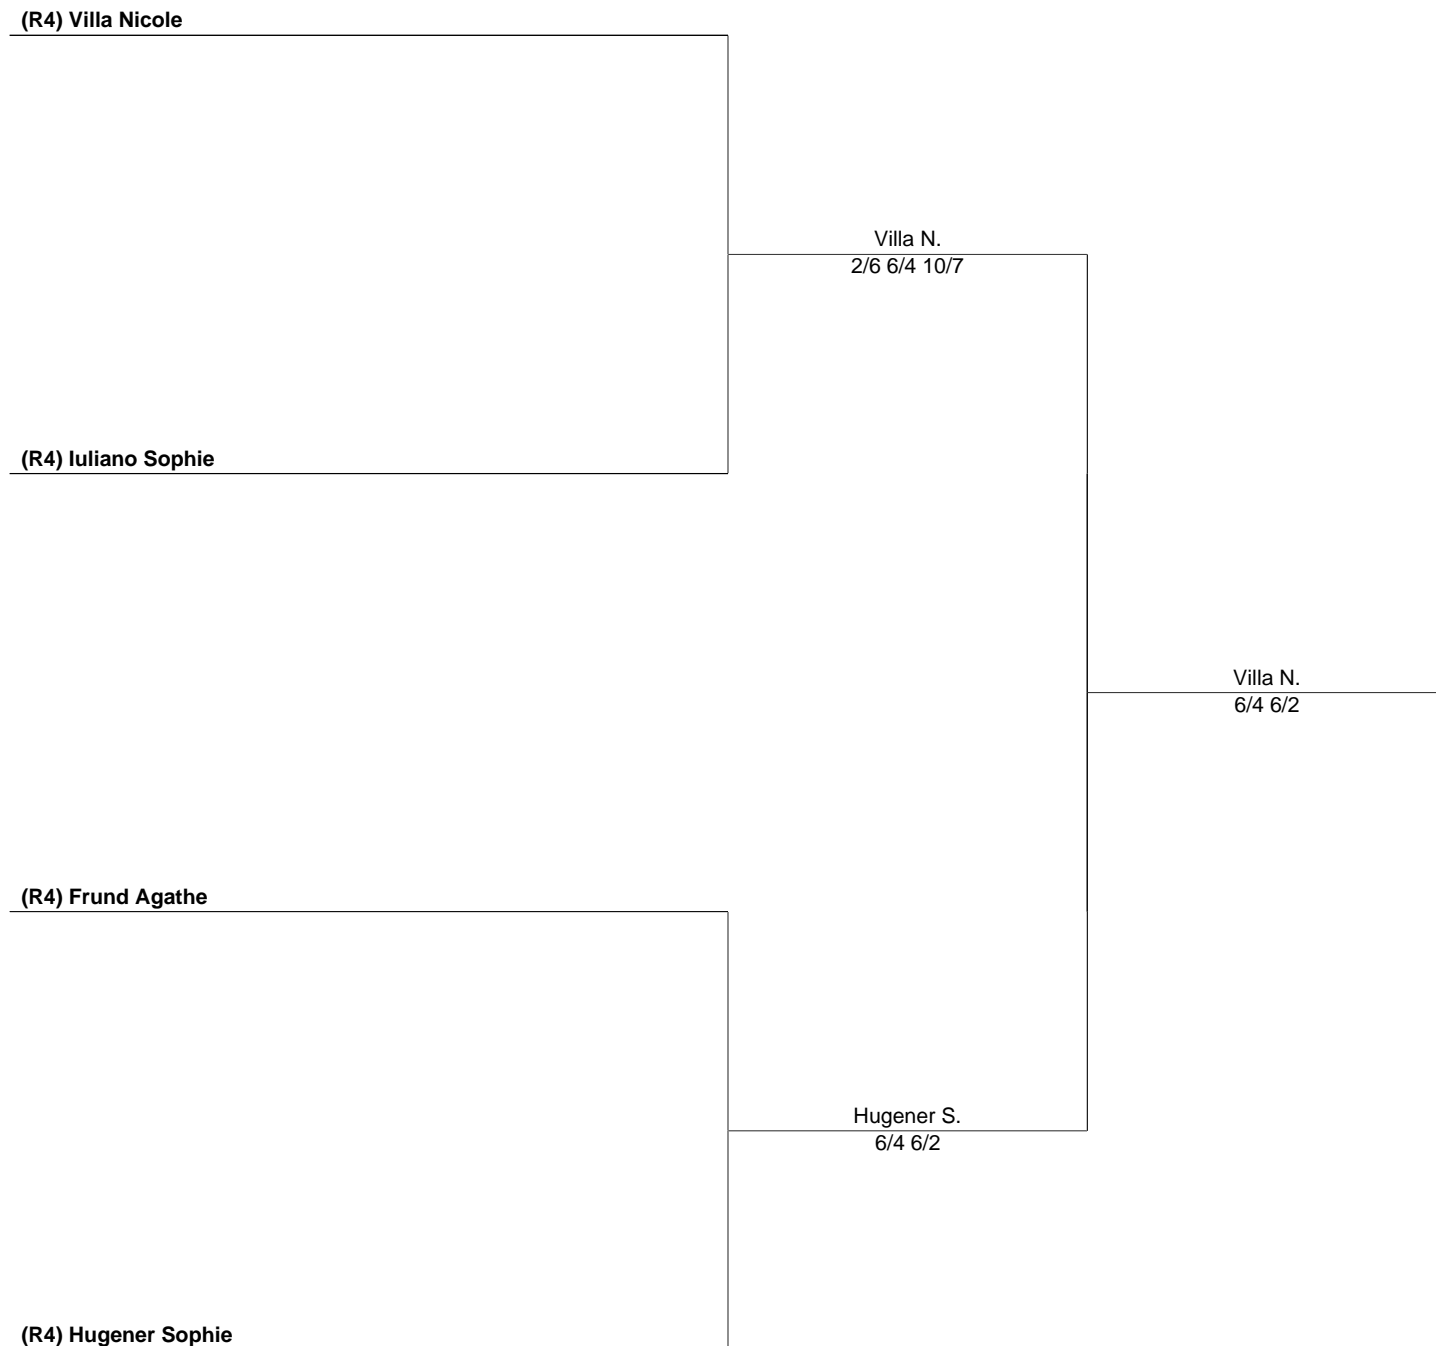 (R4) Villa Nicole
Villa N.
2/6 6/4 10/7
(R4) Iuliano Sophie
Villa N.
6/4 6/2
(R4) Frund Agathe
Hugener S.
6/4 6/2
(R4) Hugener Sophie